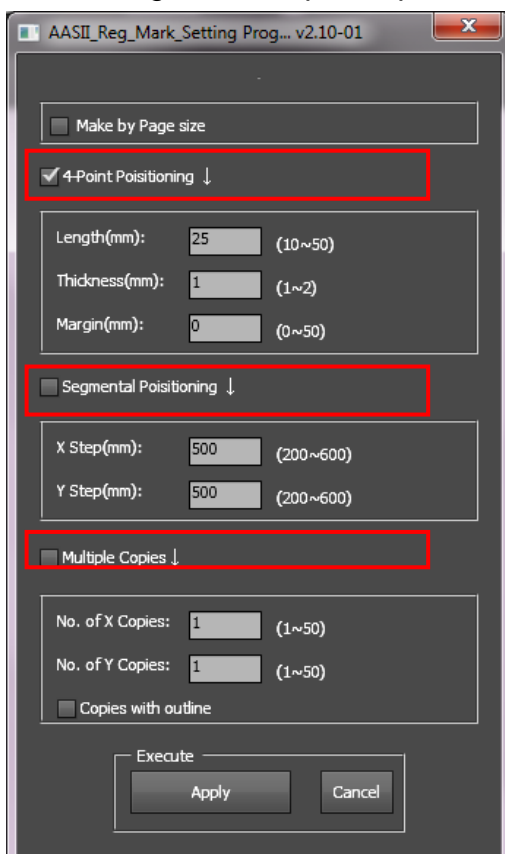 AASII_Reg_Mark_Setting Prog... v2.10-01
Make by Page size
4-Point Poisitioning ↓
Length(mm): 25 (10~50)
Thickness(mm): 1 (1~2)
Margin(mm): 0 (0~50)
Segmental Poisitioning ↓
X Step(mm): 500 (200~600)
Y Step(mm): 500 (200~600)
Multiple Copies ↓
No. of X Copies: 1 (1~50)
No. of Y Copies: 1 (1~50)
Copies with outline
Execute
Apply Cancel